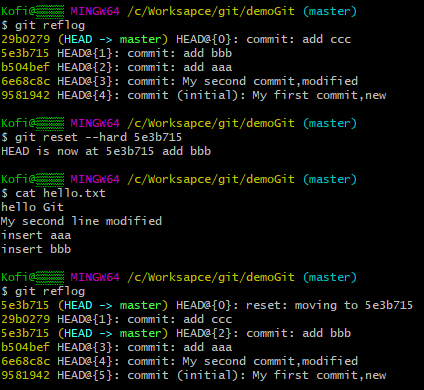 Kofi@ MINGW64 /c/Worksapce/git/demoGit (master)
$ git reflog
29b0279 (HEAD -> master) HEAD@{0}: commit: add ccc
5e3b715 HEAD@{1}: commit: add bbb
b504bef HEAD@{2}: commit: add aaa
6e68c8c HEAD@{3}: commit: My second commit,modified
9581942 HEAD@{4}: commit (initial): My first commit,new
Kofi@ MINGW64 /c/Worksapce/git/demoGit (master)
$ git reset --hard 5e3b715
HEAD is now at 5e3b715 add bbb
Kofi@ MINGW64 /c/Worksapce/git/demoGit (master)
$ cat hello.txt
hello Git
My second line modified
insert aaa
insert bbb
Kofi@ MINGW64 /c/Worksapce/git/demoGit (master)
$ git reflog
5e3b715 (HEAD -> master) HEAD@{0}: reset: moving to 5e3b715
29b0279 HEAD@{1}: commit: add ccc
5e3b715 (HEAD -> master) HEAD@{2}: commit: add bbb
b504bef HEAD@{3}: commit: add aaa
6e68c8c HEAD@{4}: commit: My second commit,modified
9581942 HEAD@{5}: commit (initial): My first commit,new